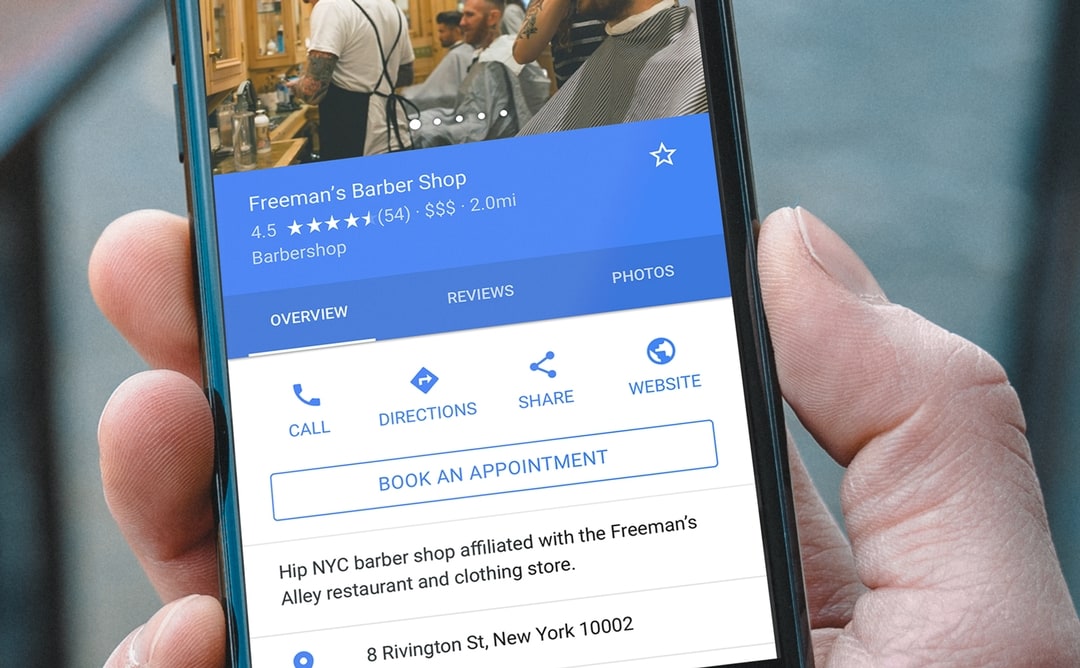 Freeman’s Barber Shop
4.5 ★★★★★ (54) · $$$ · 2.0mi
Barbershop
OVERVIEW REVIEWS PHOTOS
CALL DIRECTIONS SHARE WEBSITE
BOOK AN APPOINTMENT
Hip NYC barber shop affiliated with the Freeman’s
Alley restaurant and clothing store.
8 Rivington St, New York 10002